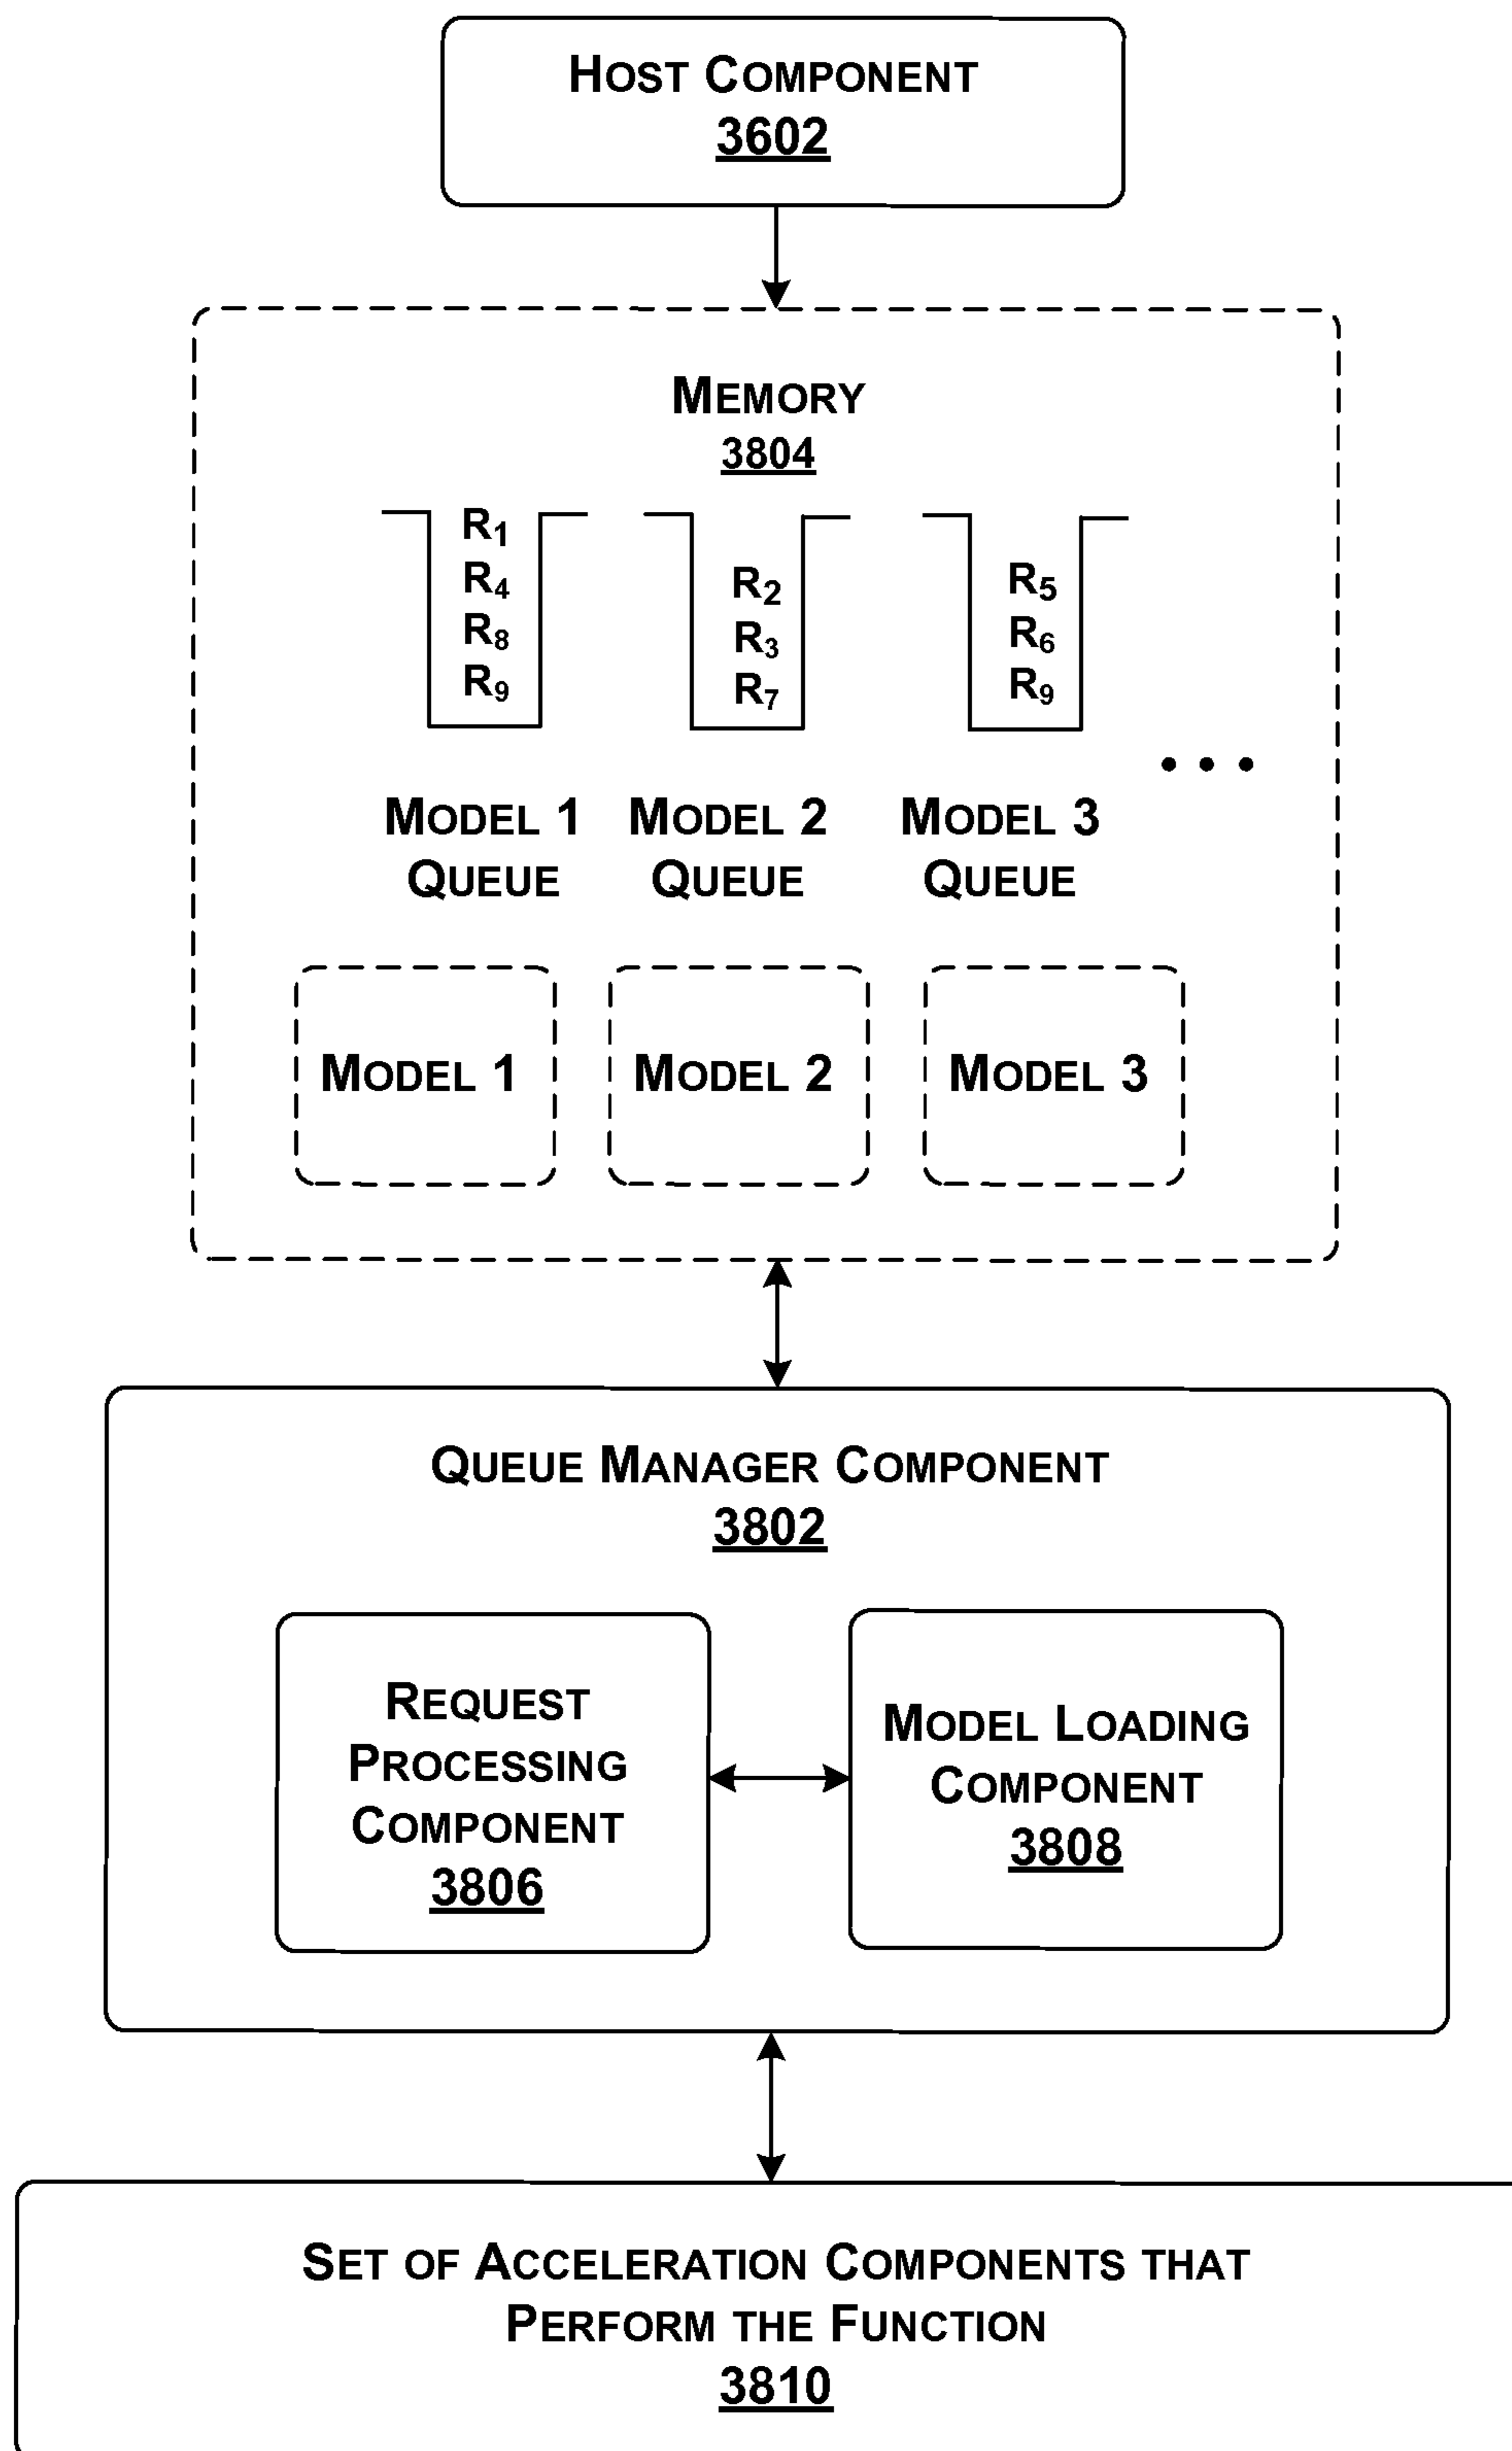 HOST COMPONENT
3602
MEMORY
3804
R1
R4
R8
R9
R2
R3
R7
R5
R6
R9
MODEL 1
QUEUE
MODEL 2
QUEUE
MODEL 3
QUEUE
MODEL 1
MODEL 2
MODEL 3
QUEUE MANAGER COMPONENT
3802
REQUEST
PROCESSING
COMPONENT
3806
MODEL LOADING
COMPONENT
3808
SET OF ACCELERATION COMPONENTS THAT
PERFORM THE FUNCTION
3810